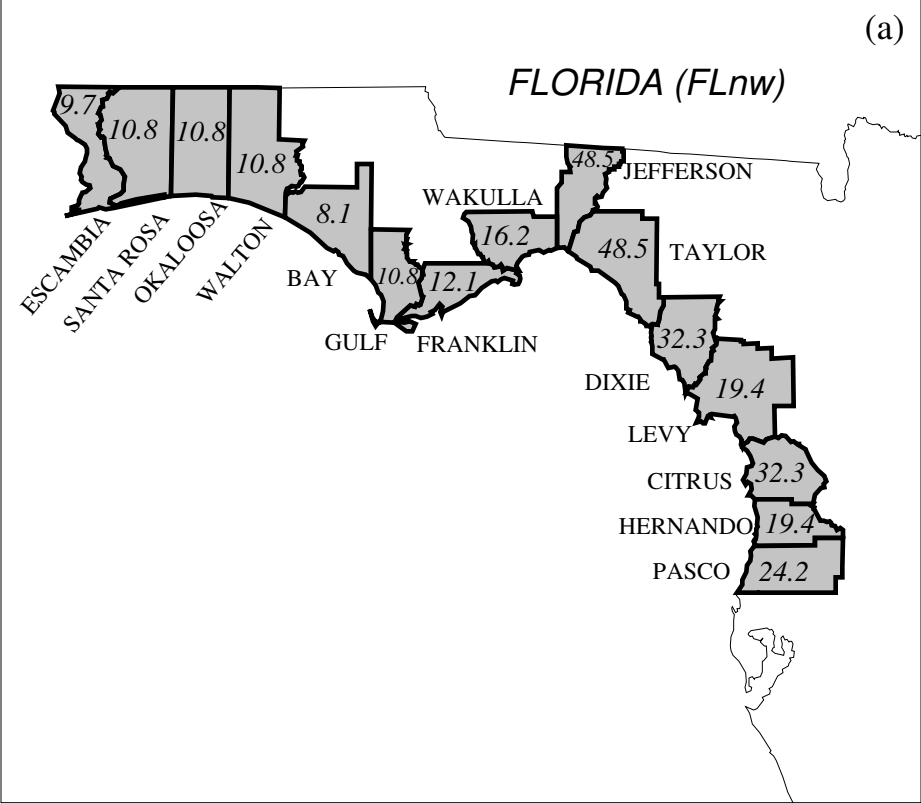 (a)
FLORIDA (FLnw)
9.7
10.8
10.8
10.8
48.5
JEFFERSON
WAKULLA
8.1
16.2
48.5
TAYLOR
ESCAMBIA
SANTA ROSA
OKALOOSA
WALTON
BAY
10.8
12.1
GULF
FRANKLIN
32.3
DIXIE
19.4
LEVY
CITRUS
32.3
HERNANDO
19.4
PASCO
24.2